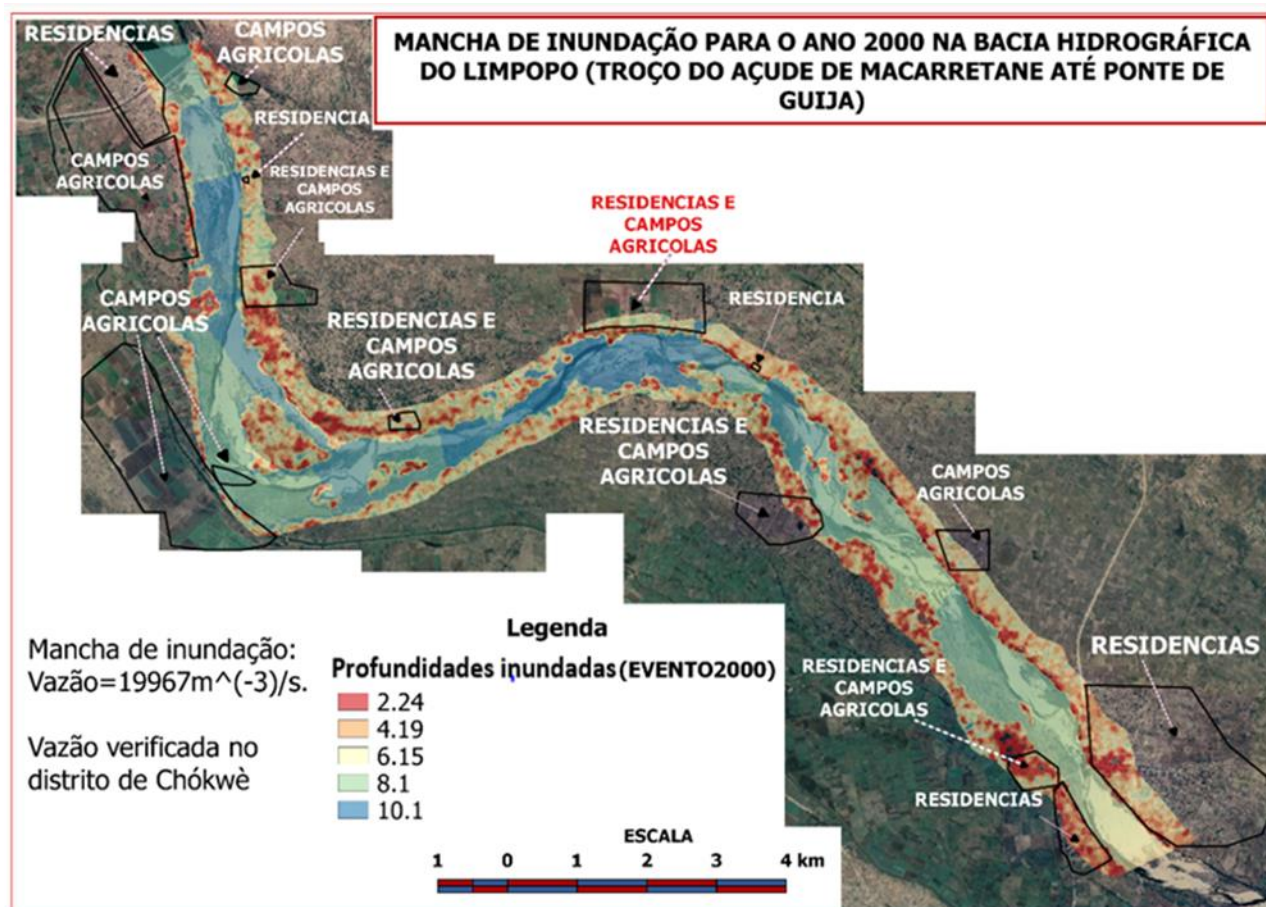 MANCHA DE INUNDAÇÃO PARA O ANO 2000 NA BACIA HIDROGRÁFICA
DO LIMPOPO (TROÇO DO AÇUDE DE MACARRETANE ATÉ PONTE DE
GUIJA)
RESIDENCIAS
CAMPOS
AGRICOLAS
RESIDENCIA
CAMPOS
AGRICOLAS
RESIDENCIAS E
CAMPOS
AGRICOLAS
RESIDENCIAS E
CAMPOS
AGRICOLAS
CAMPOS
AGRICOLAS
RESIDENCIAS E
CAMPOS
AGRICOLAS
RESIDENCIA
RESIDENCIAS E
CAMPOS
AGRICOLAS
CAMPOS
AGRICOLAS
RESIDENCIAS
RESIDENCIAS E
CAMPOS
AGRICOLAS
RESIDENCIAS
Mancha de inundação:
Vazão=19967m^(-3)/s.
Vazão verificada no
distrito de Chókwè
Legenda
Profundidades inundadas (EVENTO2000)
2.24
4.19
6.15
8.1
10.1
ESCALA
1 0 1 2 3 4 km